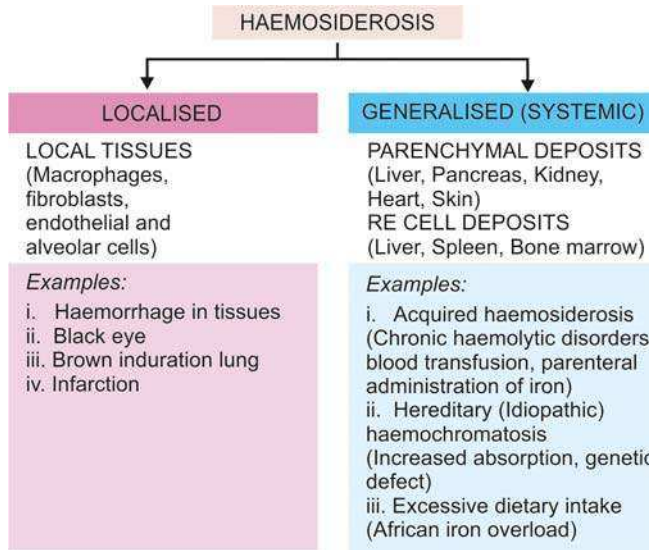 HAEMOSIDEROSIS
LOCALISED
LOCAL TISSUES
(Macrophages,
fibroblasts,
endothelial and
alveolar cells)
Examples:
i. Haemorrhage in tissues
ii. Black eye
iii. Brown induration lung
iv. Infarction
GENERALISED (SYSTEMIC)
PARENCHYMAL DEPOSITS
(Liver, Pancreas, Kidney,
Heart, Skin)
RE CELL DEPOSITS
(Liver, Spleen, Bone marrow)
Examples:
i. Acquired haemosiderosis
(Chronic haemolytic disorders
blood transfusion, parenteral
administration of iron)
ii. Hereditary (Idiopathic)
haemochromatosis
(Increased absorption, genetic
defect)
iii. Excessive dietary intake
(African iron overload)